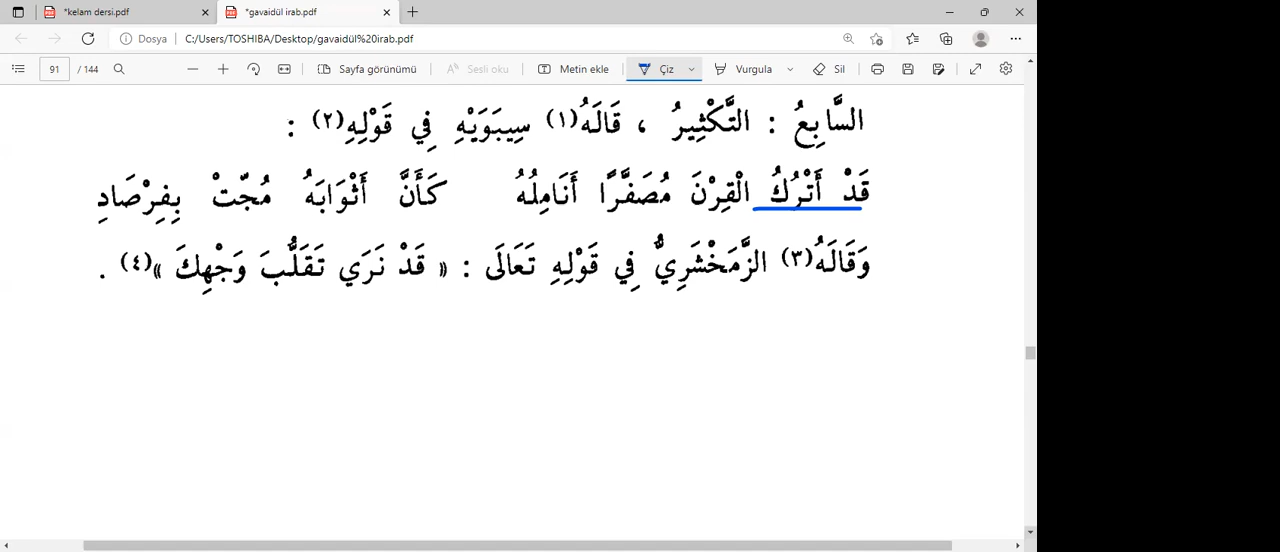 *kelam dersi.pdf
*gavaidül irab.pdf
Dosya C:/Users/TOSHIBA/Desktop/gavaidül%20irab.pdf
91 / 144 Sayfa görünümü Sesli oku Metin ekle Çiz Vurgula Sil
السَّابِعُ : التَّكْثِيرُ ، قَالَهُ(١) سِيبَوَيْهِ فِي قَوْلِهِ(٢) :
قَدْ أَتْرُكُ الْقِرْنَ مُصَفَّرًا أَنَامِلُهُ كَأَنَّ أَثْوَابَهُ مُجَّتْ بِفِرْصَادِ
وَقَالَهُ(٣) الزَّمَخْشَرِيُّ فِي قَوْلِهِ تَعَالَى : « قَدْ نَرَي تَقَلُّبَ وَجْهِكَ »(٤) .